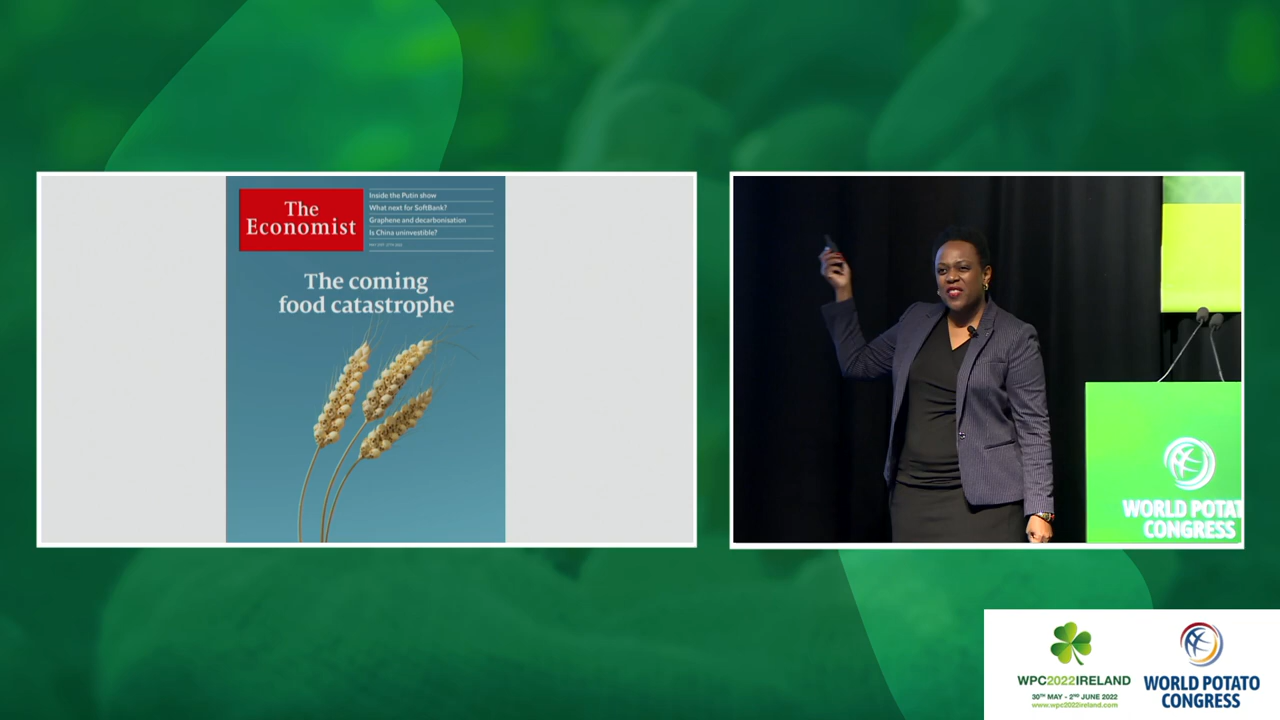 The
Economist
Inside the Putin show
What next for SoftBank?
Graphene and decarbonisation
Is China uninvestible?
The coming
food catastrophe
WORLD POTAT
CONGRESS
WPC2022IRELAND
30TH MAY - 2ND JUNE 2022
www.wpc2022ireland.com
WORLD POTATO
CONGRESS